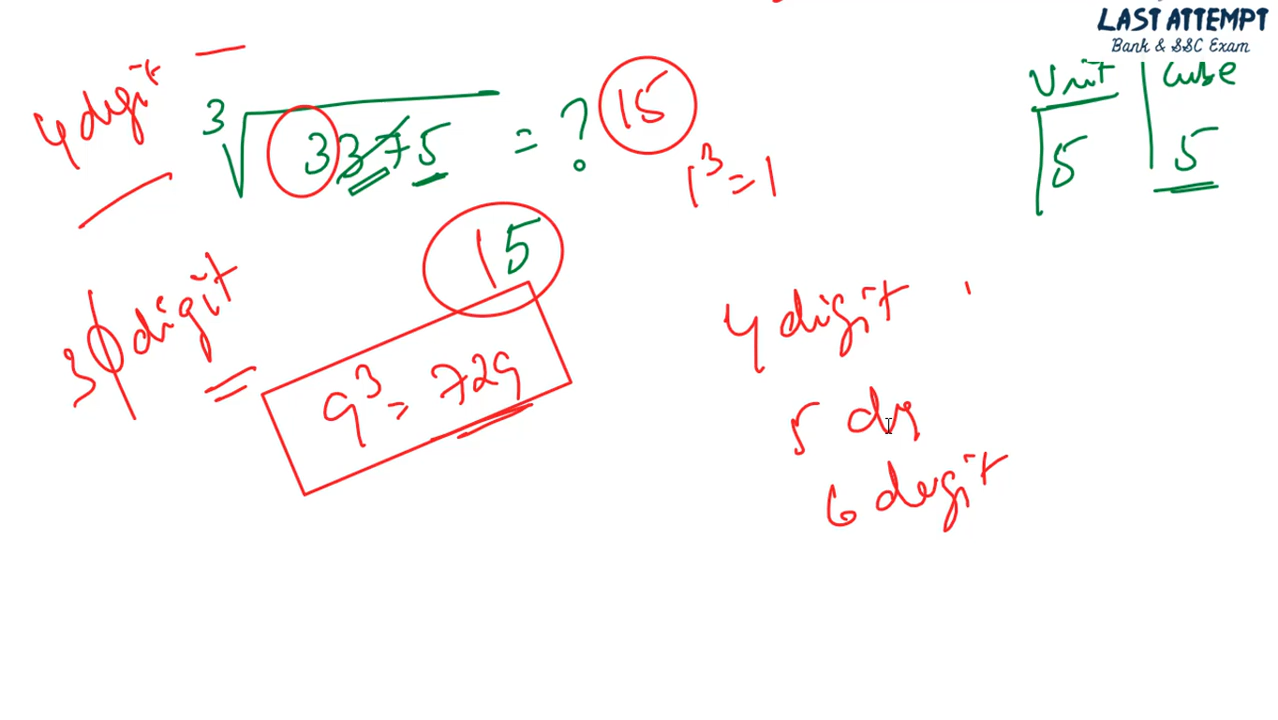 LAST ATTEMPT
Bank & SSC Exam
4 digit
∛3375 = ? 15
1³ = 1
Unit | Cube
5 | 5
15
3 digit
9³ = 729
4 digit
5 dig
6 degit